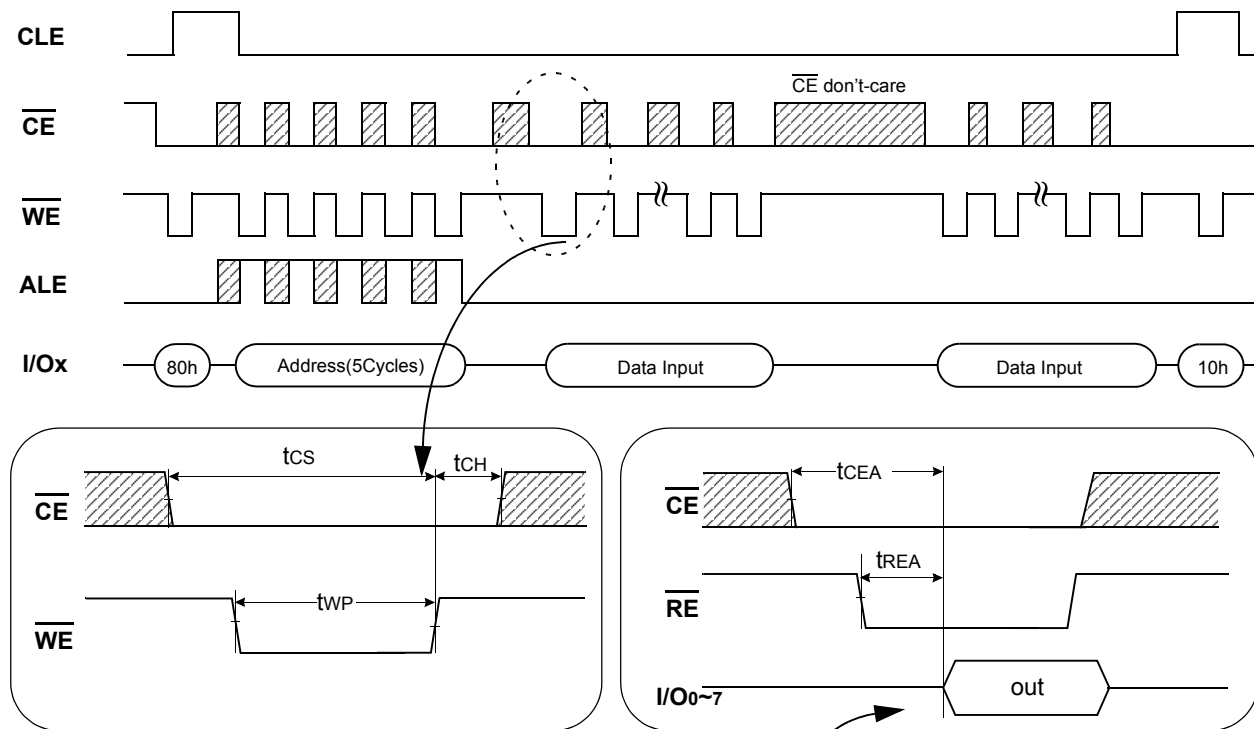 CLE
CE don't-care
CE
WE
ALE
I/Ox
80h
Address(5Cycles)
Data Input
Data Input
10h
tCS
tCH
CE
tWP
WE
tCEA
CE
tREA
RE
I/O0~7
out